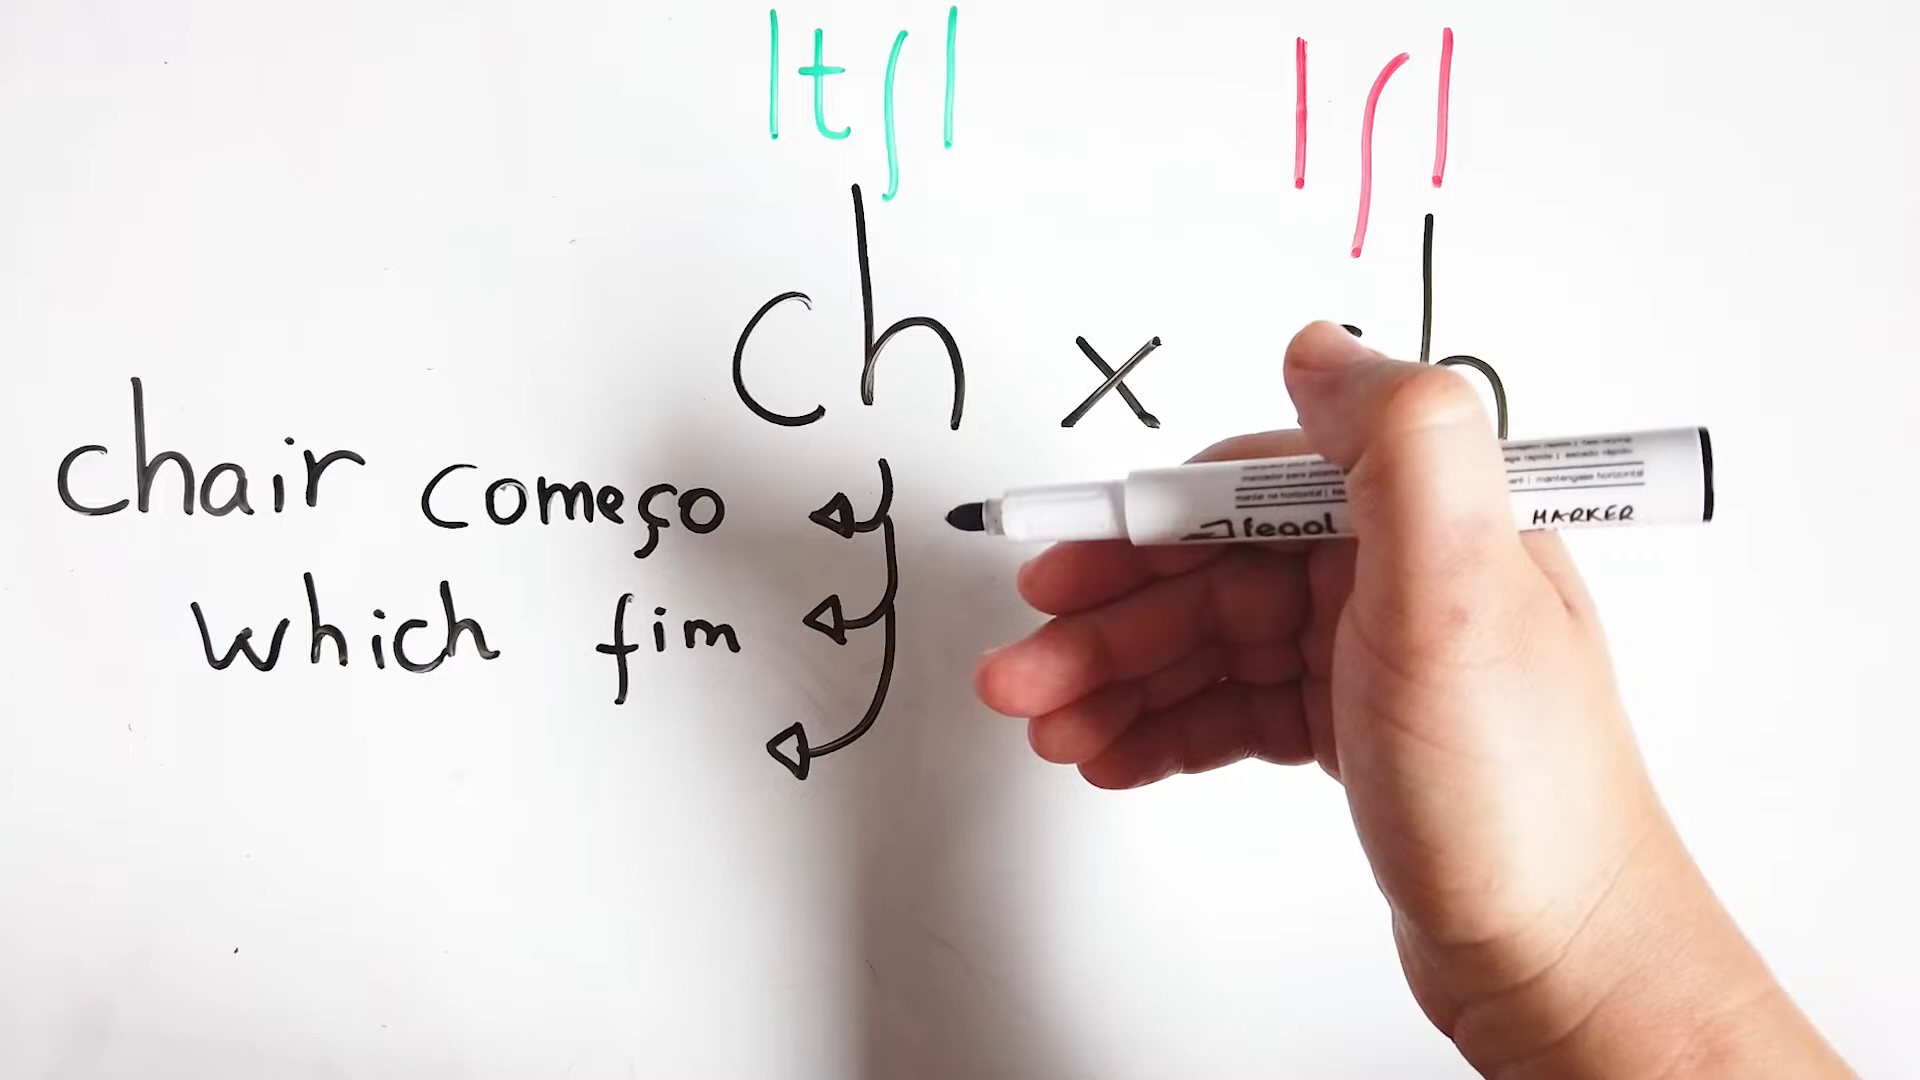 |tʃ| |ʃ|
ch x h
chair começo
which fim
fegol MARKER